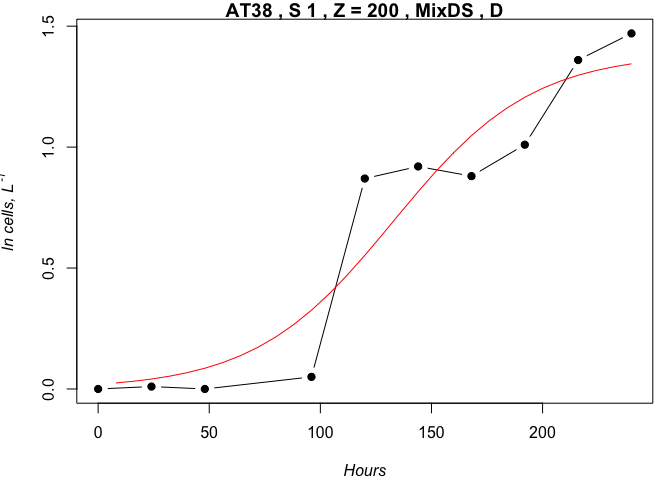 AT38 , S 1 , Z = 200 , MixDS , D
1.5
1.0
0.5
0.0
ln cells, L⁻¹
0 50 100 150 200
Hours